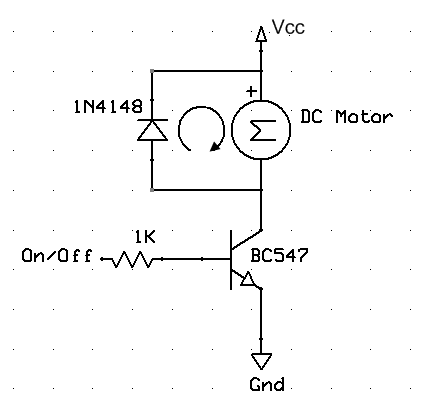 Vcc
+
1N4148
DC Motor
Σ
1K
On/Off
BC547
Gnd